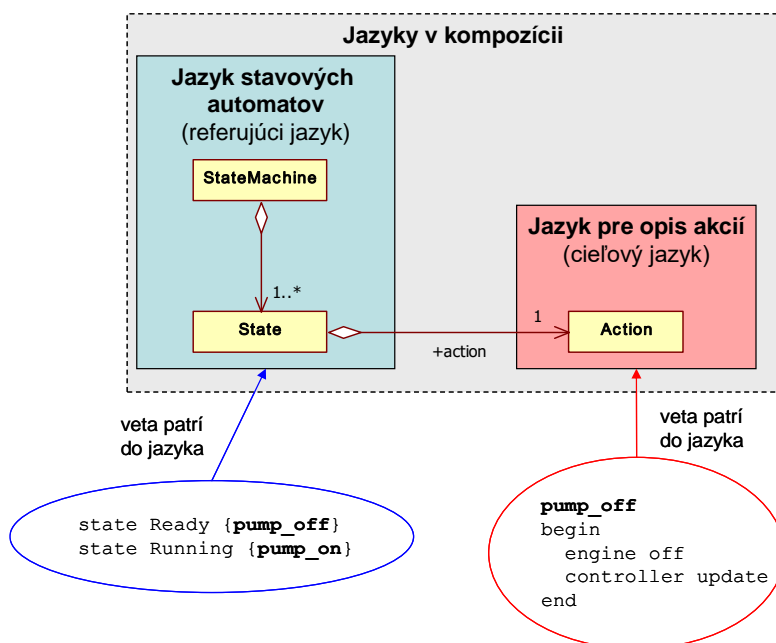 Jazyky v kompozícii
Jazyk stavových
automatov
(referujúci jazyk)
StateMachine
1..*
State
+action
1
Jazyk pre opis akcií
(cieľový jazyk)
Action
veta patrí
do jazyka
veta patrí
do jazyka
state Ready {pump_off}
state Running {pump_on}
pump_off
begin
  engine off
  controller update
end